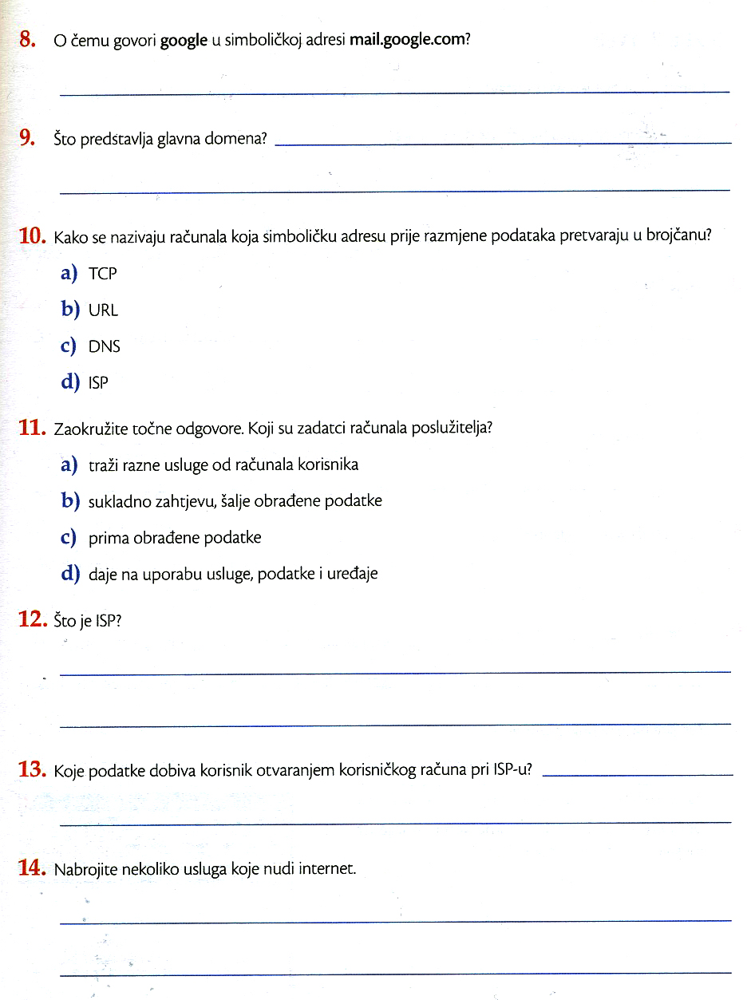 8. O čemu govori google u simboličkoj adresi mail.google.com?
9. Što predstavlja glavna domena?
10. Kako se nazivaju računala koja simboličku adresu prije razmjene podataka pretvaraju u brojčanu?
a) TCP
b) URL
c) DNS
d) ISP
11. Zaokružite točne odgovore. Koji su zadatci računala poslužitelja?
a) traži razne usluge od računala korisnika
b) sukladno zahtjevu, šalje obrađene podatke
c) prima obrađene podatke
d) daje na uporabu usluge, podatke i uređaje
12. Što je ISP?
13. Koje podatke dobiva korisnik otvaranjem korisničkog računa pri ISP-u?
14. Nabrojite nekoliko usluga koje nudi internet.